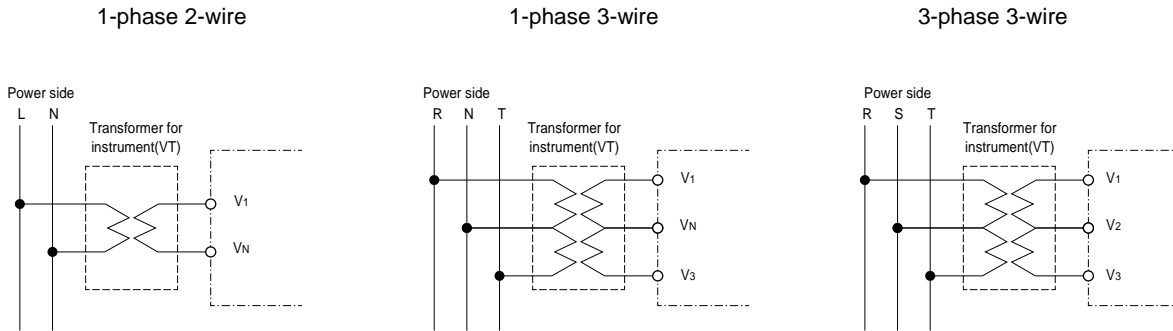 1-phase 2-wire
Power side
L N
Transformer for
instrument(VT)
V1
VN
1-phase 3-wire
Power side
R N T
Transformer for
instrument(VT)
V1
VN
V3
3-phase 3-wire
Power side
R S T
Transformer for
instrument(VT)
V1
V2
V3